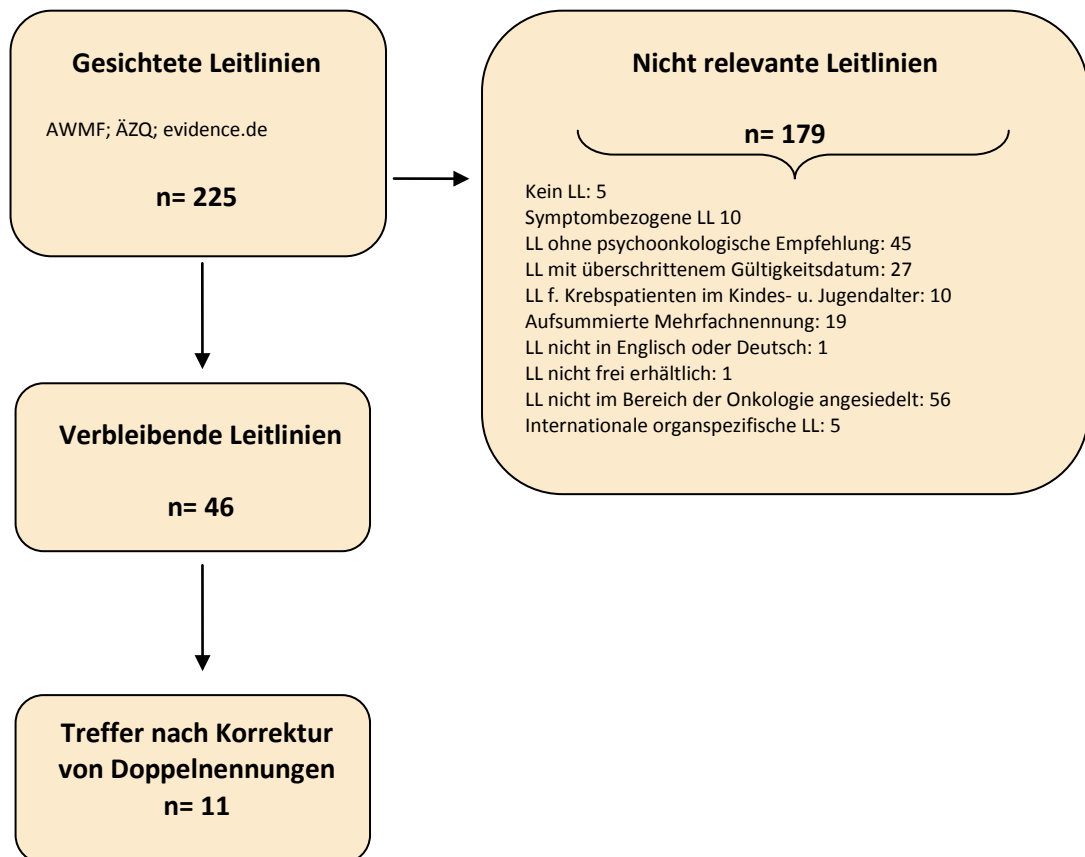 Gesichtete Leitlinien
AWMF; ÄZQ; evidence.de
n= 225
Nicht relevante Leitlinien
n= 179
Kein LL: 5
Symptombezogene LL 10
LL ohne psychoonkologische Empfehlung: 45
LL mit überschrittenem Gültigkeitsdatum: 27
LL f. Krebspatienten im Kindes- u. Jugendalter: 10
Aufsummierte Mehrfachnennung: 19
LL nicht in Englisch oder Deutsch: 1
LL nicht frei erhältlich: 1
LL nicht im Bereich der Onkologie angesiedelt: 56
Internationale organspezifische LL: 5
Verbleibende Leitlinien
n= 46
Treffer nach Korrektur
von Doppelnennungen
n= 11